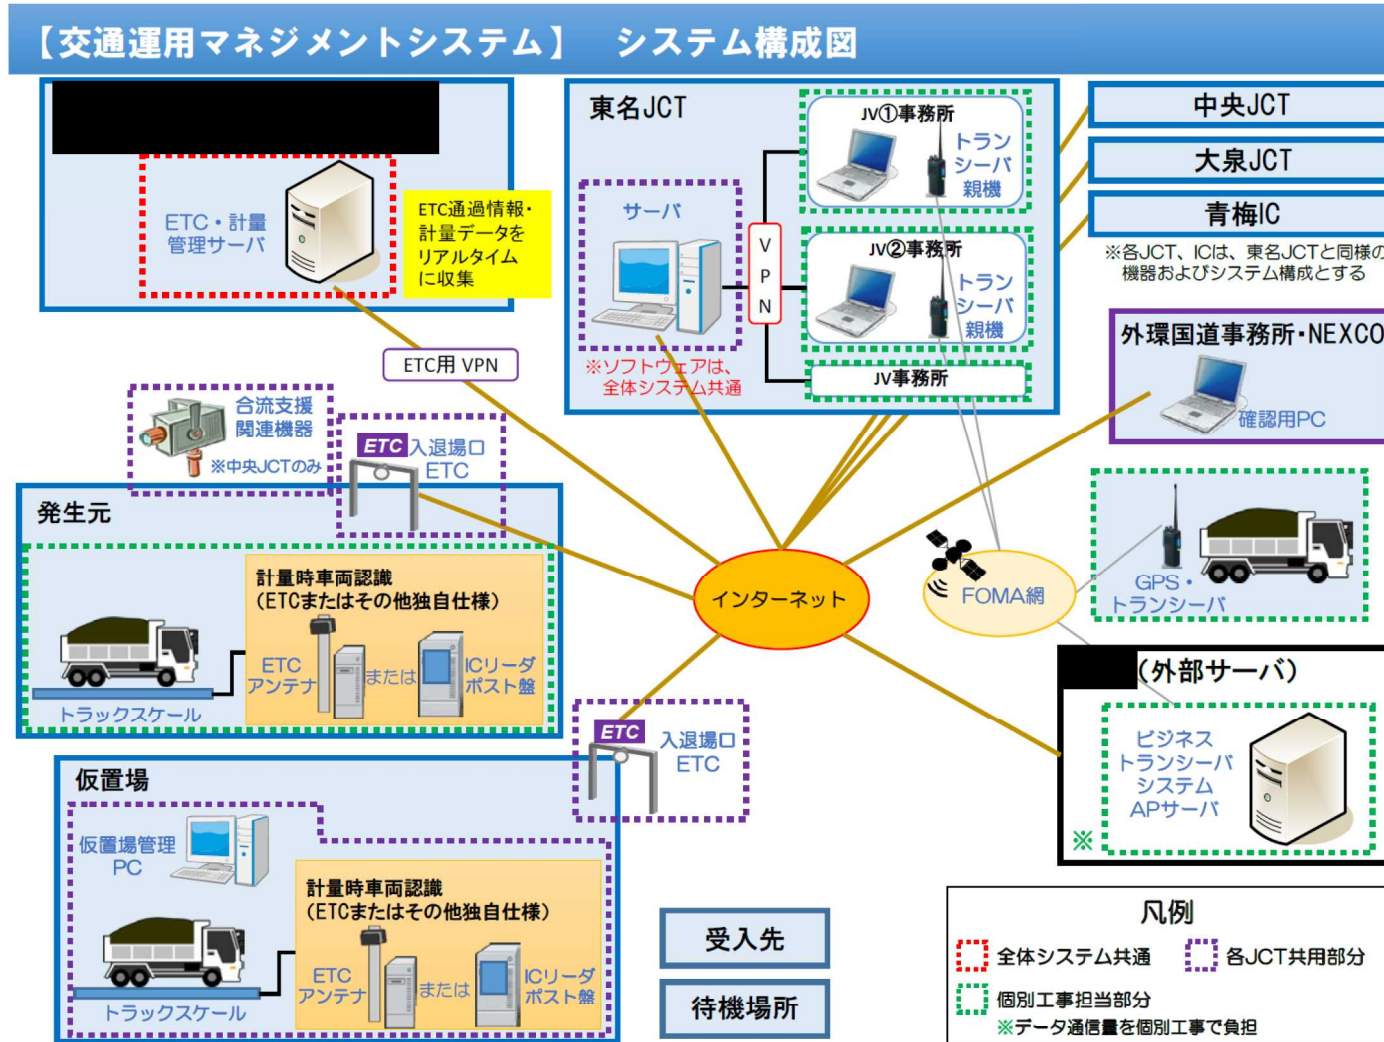 【交通運用マネジメントシステム】 システム構成図
ETC・計量
管理サーバ
ETC通過情報・
計量データを
リアルタイム
に収集
ETC用 VPN
東名JCT
サーバ
※ソフトウェアは、
全体システム共通
VPN
JV①事務所
トラン
シーバ
親機
JV②事務所
トラン
シーバ
親機
JV事務所
中央JCT
大泉JCT
青梅IC
※各JCT、ICは、東名JCTと同様の
機器およびシステム構成とする
外環国道事務所・NEXCO
確認用PC
合流支援
関連機器
※中央JCTのみ
ETC 入退場口
ETC
発生元
計量時車両認識
(ETCまたはその他独自仕様)
ETC
アンテナ
または
ICリーダ
ポスト盤
トラックスケール
インターネット
FOMA網
GPS・
トランシーバ
(外部サーバ)
ビジネス
トランシーバ
システム
APサーバ
※
ETC 入退場口
ETC
仮置場
仮置場管理
PC
計量時車両認識
(ETCまたはその他独自仕様)
ETC
アンテナ
または
ICリーダ
ポスト盤
トラックスケール
受入先
待機場所
凡例
全体システム共通
各JCT共用部分
個別工事担当部分
※データ通信量を個別工事で負担